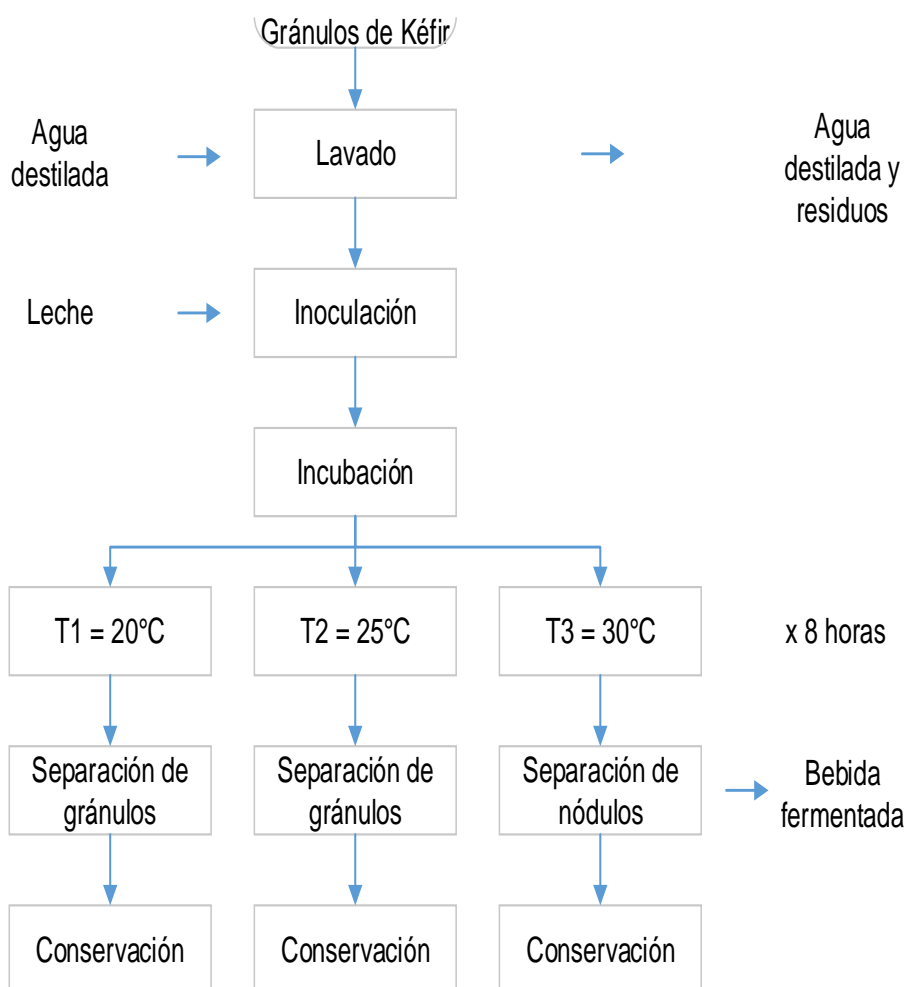 Gránulos de Kéfir
Agua
destilada
Lavado
Agua
destilada y
residuos
Leche
Inoculación
Incubación
T1 = 20°C
T2 = 25°C
T3 = 30°C
x 8 horas
Separación de
gránulos
Separación de
gránulos
Separación de
nódulos
Bebida
fermentada
Conservación
Conservación
Conservación